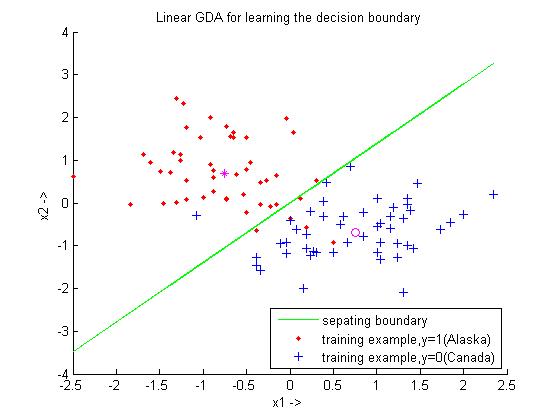 Linear GDA for learning the decision boundary
4
3
2
1
0
-1
-2
-3
-4
x2 ->
sepating boundary
training example,y=1(Alaska)
training example,y=0(Canada)
-2.5 -2 -1.5 -1 -0.5 0 0.5 1 1.5 2 2.5
x1 ->